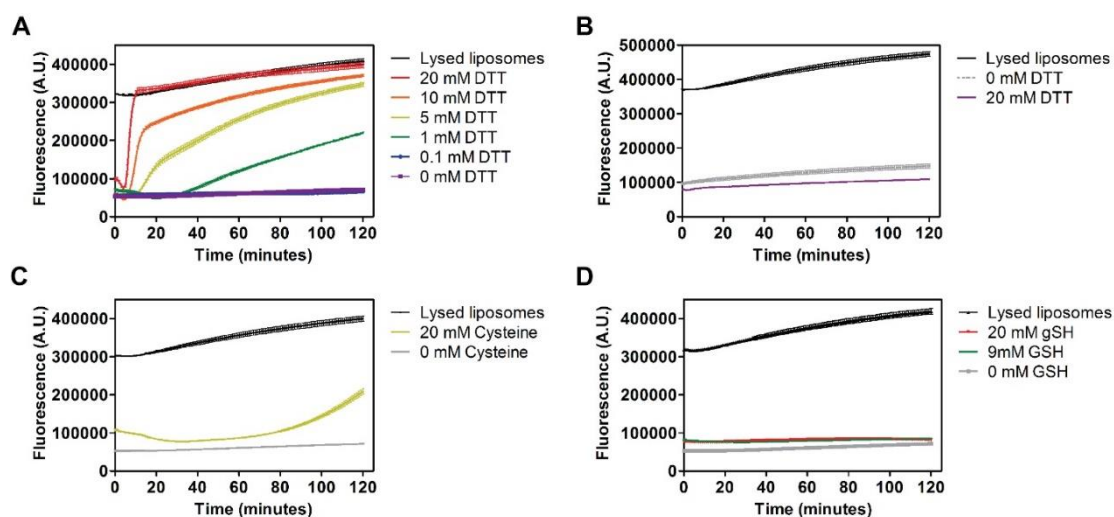 A
Fluorescence (A.U.)
400000
300000
200000
100000
0
0 20 40 60 80 100 120
Time (minutes)
Lysed liposomes
20 mM DTT
10 mM DTT
5 mM DTT
1 mM DTT
0.1 mM DTT
0 mM DTT
B
Fluorescence (A.U.)
500000
400000
300000
200000
100000
0
0 20 40 60 80 100 120
Time (minutes)
Lysed liposomes
0 mM DTT
20 mM DTT
C
Fluorescence (A.U.)
400000
300000
200000
100000
0
0 20 40 60 80 100 120
Time (minutes)
Lysed liposomes
20 mM Cysteine
0 mM Cysteine
D
Fluorescence (A.U.)
400000
300000
200000
100000
0
0 20 40 60 80 100 120
Time (minutes)
Lysed liposomes
20 mM gSH
9mM GSH
0 mM GSH